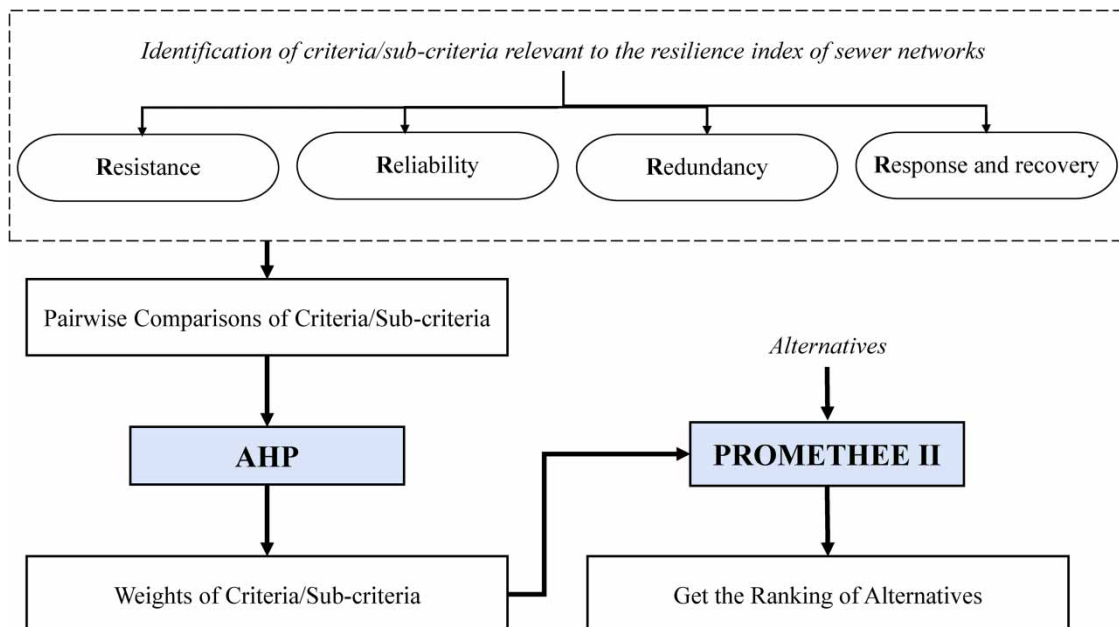 Identification of criteria/sub-criteria relevant to the resilience index of sewer networks
Resistance
Reliability
Redundancy
Response and recovery
Pairwise Comparisons of Criteria/Sub-criteria
Alternatives
AHP
PROMETHEE II
Weights of Criteria/Sub-criteria
Get the Ranking of Alternatives